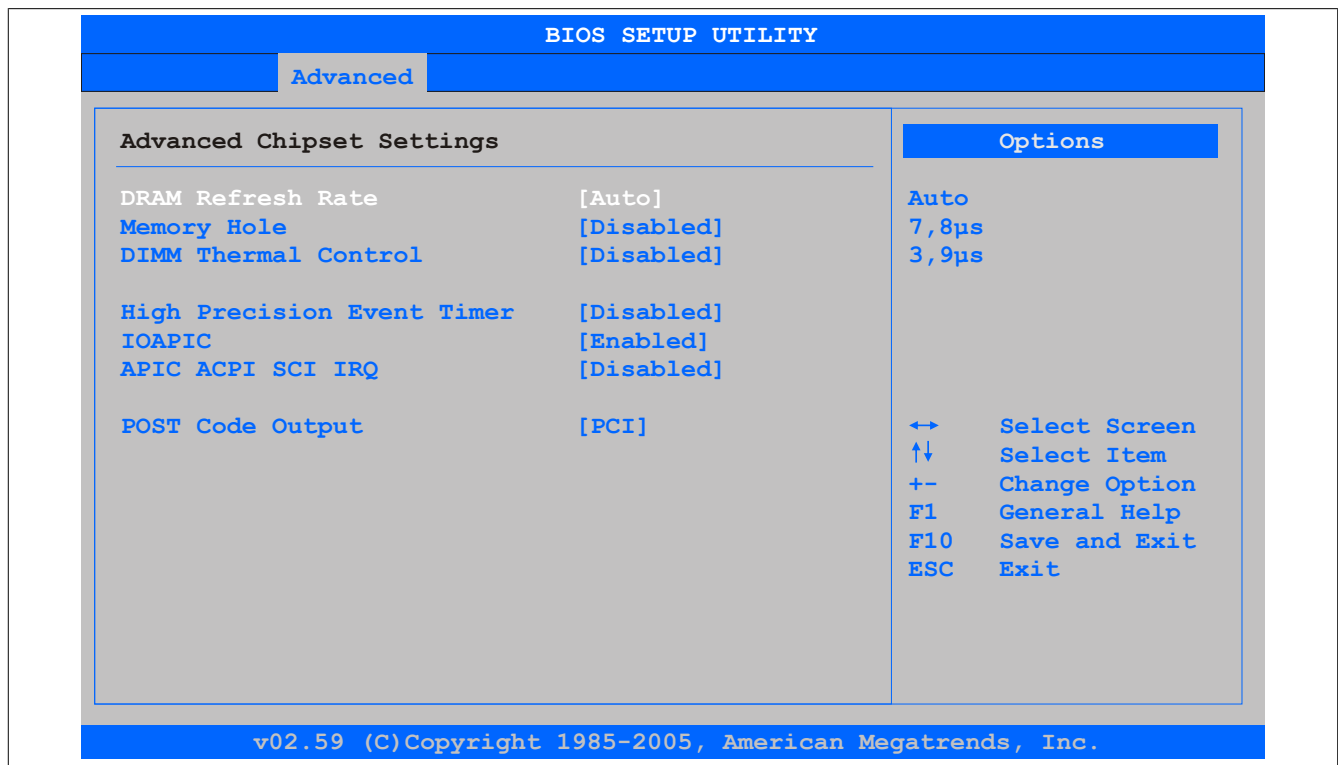 BIOS SETUP UTILITY
Advanced
Advanced Chipset Settings
DRAM Refresh Rate [Auto]
Memory Hole [Disabled]
DIMM Thermal Control [Disabled]
High Precision Event Timer [Disabled]
IOAPIC [Enabled]
APIC ACPI SCI IRQ [Disabled]
POST Code Output [PCI]
Options
Auto
7,8µs
3,9µs
↔ Select Screen
↑↓ Select Item
+- Change Option
F1 General Help
F10 Save and Exit
ESC Exit
v02.59 (C)Copyright 1985-2005, American Megatrends, Inc.